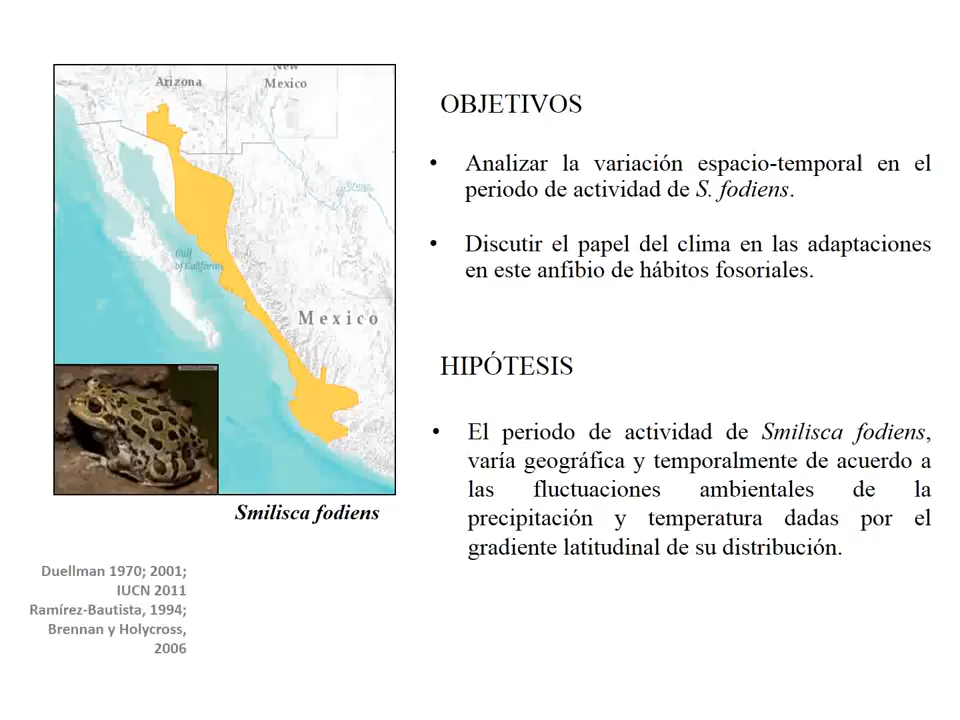 New
Arizona
Mexico
Gulf
of California
Mexico
Smilisca fodiens
Duellman 1970; 2001;
IUCN 2011
Ramírez-Bautista, 1994;
Brennan y Holycross,
2006
OBJETIVOS
• Analizar la variación espacio-temporal en el
periodo de actividad de S. fodiens.
• Discutir el papel del clima en las adaptaciones
en este anfibio de hábitos fosoriales.
HIPÓTESIS
• El periodo de actividad de Smilisca fodiens,
varía geográfica y temporalmente de acuerdo a
las fluctuaciones ambientales de la
precipitación y temperatura dadas por el
gradiente latitudinal de su distribución.